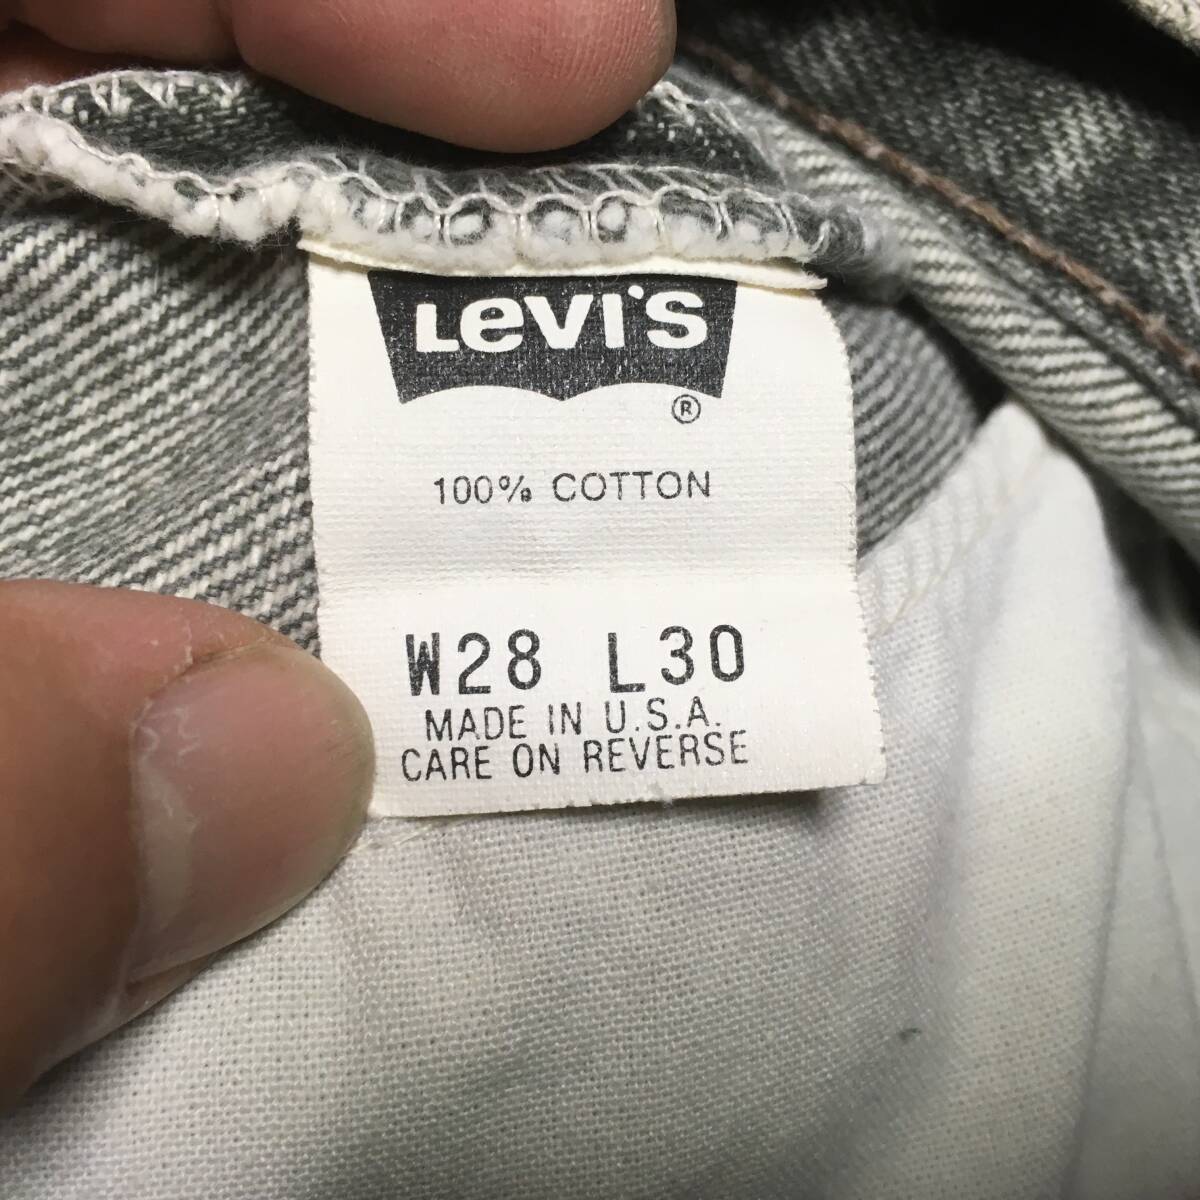 LEVI'S
®
100% COTTON
W28 L30
MADE IN U.S.A.
CARE ON REVERSE